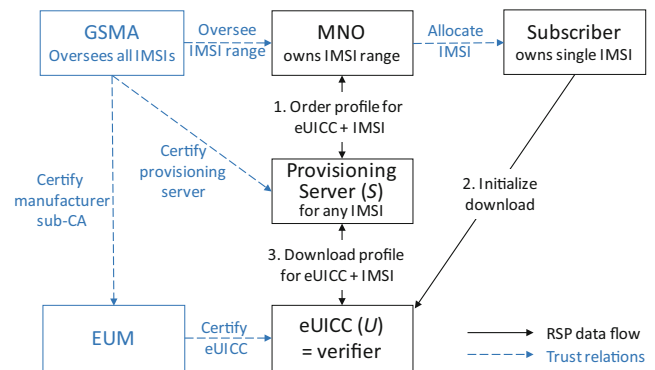 GSMA
Oversees all IMSIs
Oversee
IMSI range
MNO
owns IMSI range
Allocate
IMSI
Subscriber
owns single IMSI
1. Order profile for
eUICC + IMSI
Certify
provisioning
server
Certify
manufacturer
sub-CA
Provisioning
Server (S)
for any IMSI
2. Initialize
download
3. Download profile
for eUICC + IMSI
EUM
Certify
eUICC
eUICC (U)
= verifier
RSP data flow
Trust relations